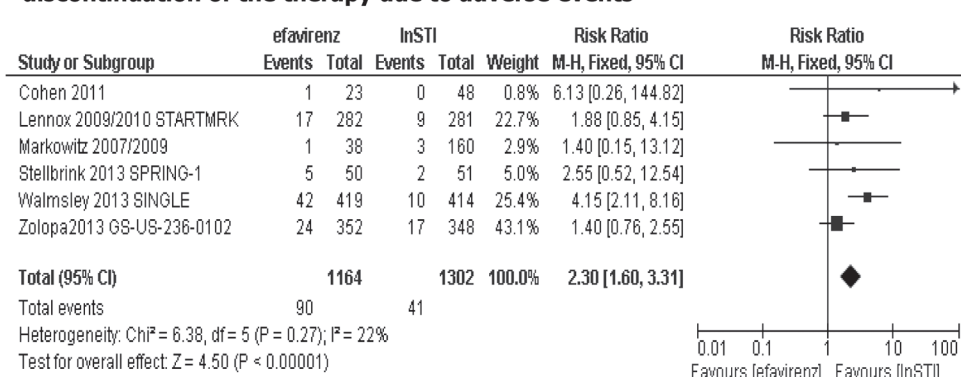 discontinuation of the therapy due to adverse events
efavirenz InSTI Risk Ratio Risk Ratio
Study or Subgroup Events Total Events Total Weight M-H, Fixed, 95% CI M-H, Fixed, 95% CI
Cohen 2011 1 23 0 48 0.8% 6.13 [0.26, 144.82]
Lennox 2009/2010 STARTMRK 17 282 9 281 22.7% 1.88 [0.85, 4.15]
Markowitz 2007/2009 1 38 3 160 2.9% 1.40 [0.15, 13.12]
Stellbrink 2013 SPRING-1 5 50 2 51 5.0% 2.55 [0.52, 12.54]
Walmsley 2013 SINGLE 42 419 10 414 25.4% 4.15 [2.11, 8.16]
Zolopa2013 GS-US-236-0102 24 352 17 348 43.1% 1.40 [0.76, 2.55]
Total (95% CI) 1164 1302 100.0% 2.30 [1.60, 3.31]
Total events 90 41
Heterogeneity: Chi² = 6.38, df = 5 (P = 0.27); I² = 22%
Test for overall effect: Z = 4.50 (P < 0.00001)
0.01 0.1 1 10 100
Favours [efavirenz] Favours [InSTI]